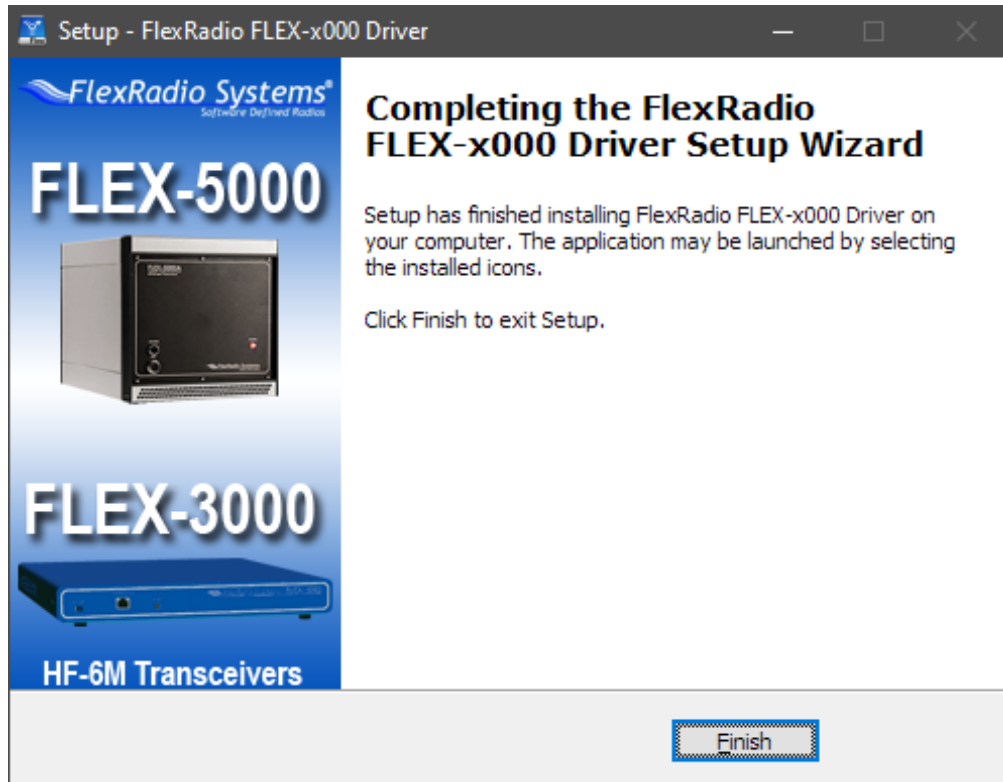 Setup - FlexRadio FLEX-x000 Driver
FlexRadio Systems®
Software Defined Radios
FLEX-5000
FLEX-3000
HF-6M Transceivers
Completing the FlexRadio
FLEX-x000 Driver Setup Wizard
Setup has finished installing FlexRadio FLEX-x000 Driver on
your computer. The application may be launched by selecting
the installed icons.
Click Finish to exit Setup.
Finish